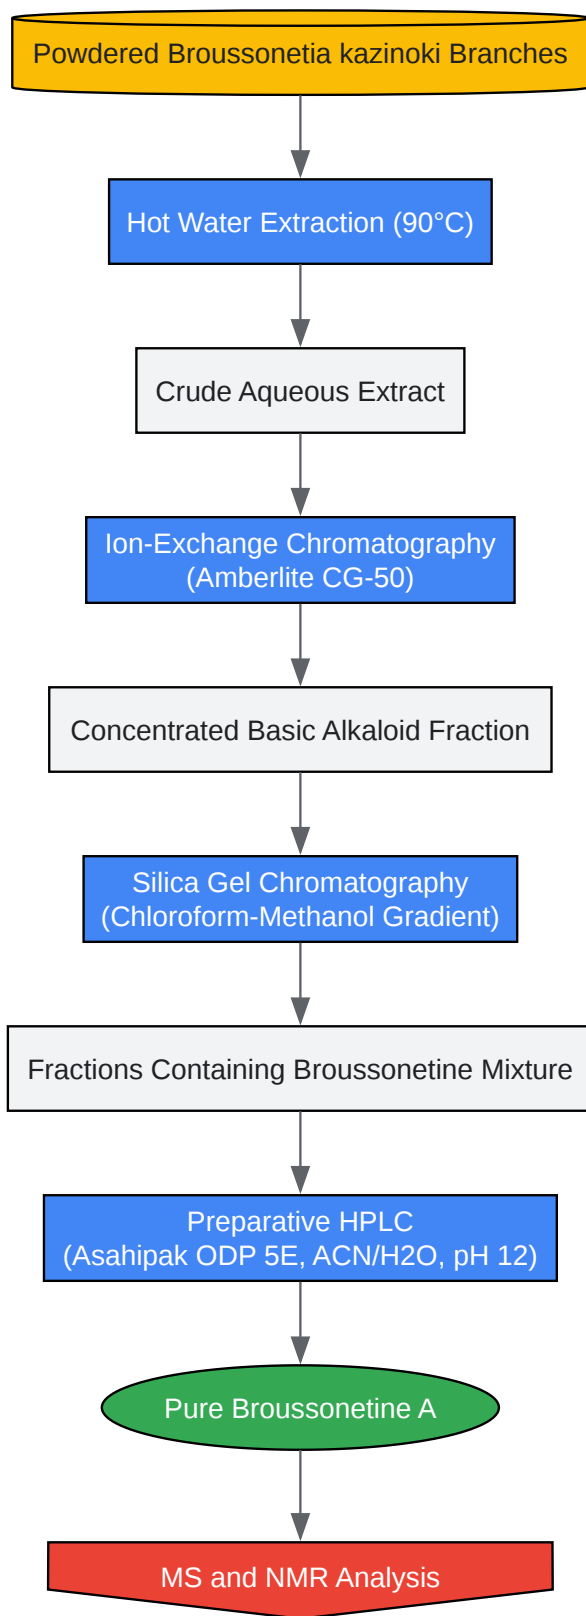 Powdered Broussonetia kazinoki Branches
Hot Water Extraction (90°C)
Crude Aqueous Extract
Ion-Exchange Chromatography
(Amberlite CG-50)
Concentrated Basic Alkaloid Fraction
Silica Gel Chromatography
(Chloroform-Methanol Gradient)
Fractions Containing Broussonetine Mixture
Preparative HPLC
(Asahipak ODP 5E, ACN/H2O, pH 12)
Pure Broussonetine A
MS and NMR Analysis